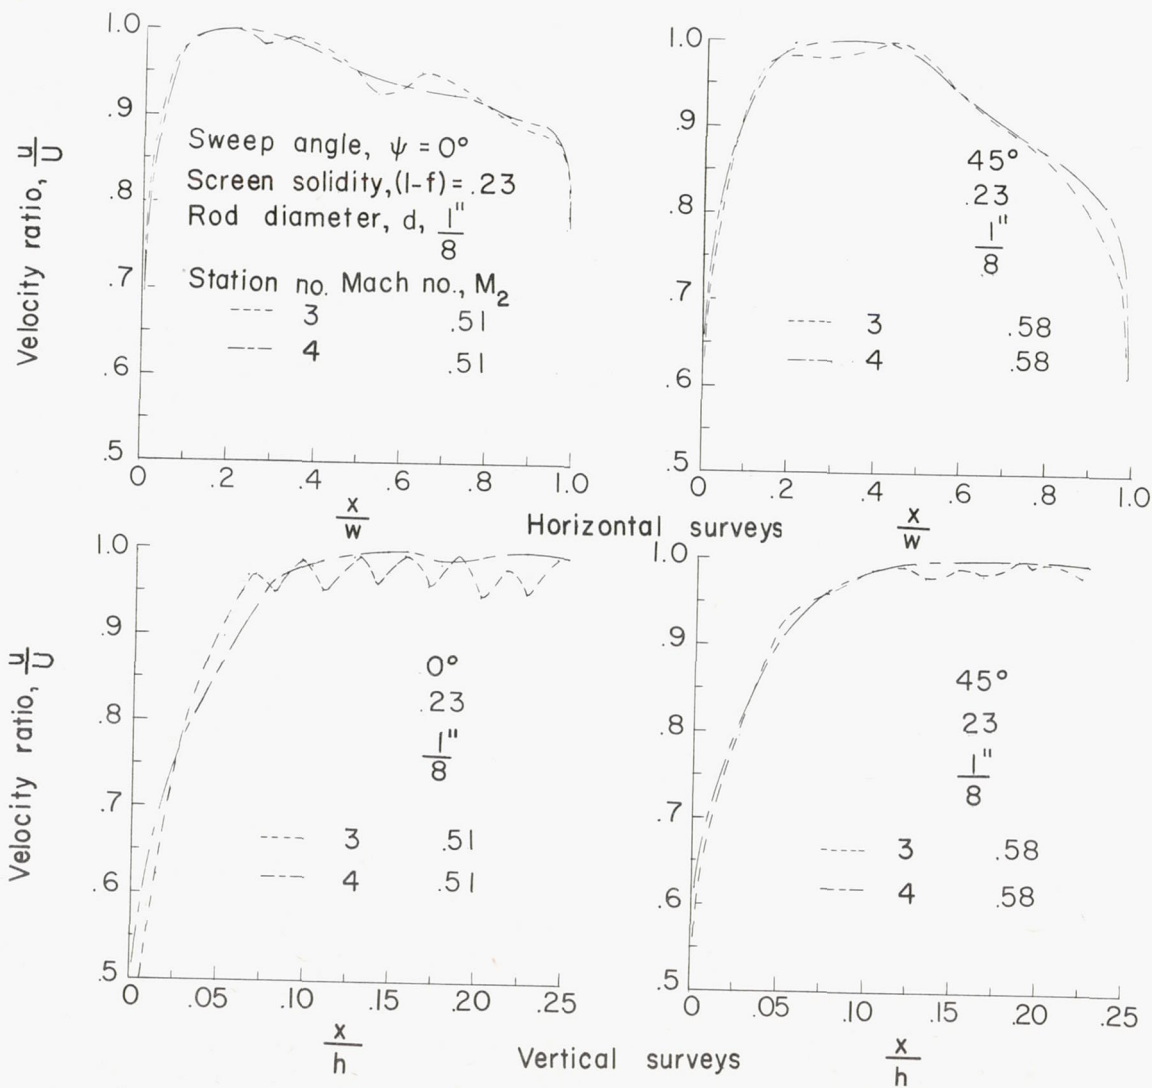 Velocity ratio, u/U
1.0
.9
.8
.7
.6
.5
0 .2 .4 .6 .8 1.0
x/w
Sweep angle, ψ = 0°
Screen solidity,(1-f)= .23
Rod diameter, d, 1"/8
Station no. Mach no., M2
3 .51
4 .51
1.0
.9
.8
.7
.6
.5
0 .2 .4 .6 .8 1.0
x/w
45°
.23
1"/8
3 .58
4 .58
Horizontal surveys
Velocity ratio, u/U
1.0
.9
.8
.7
.6
.5
0 .05 .10 .15 .20 .25
x/h
0°
.23
1"/8
3 .51
4 .51
1.0
.9
.8
.7
.6
.5
0 .05 .10 .15 .20 .25
x/h
45°
23
1"/8
3 .58
4 .58
Vertical surveys